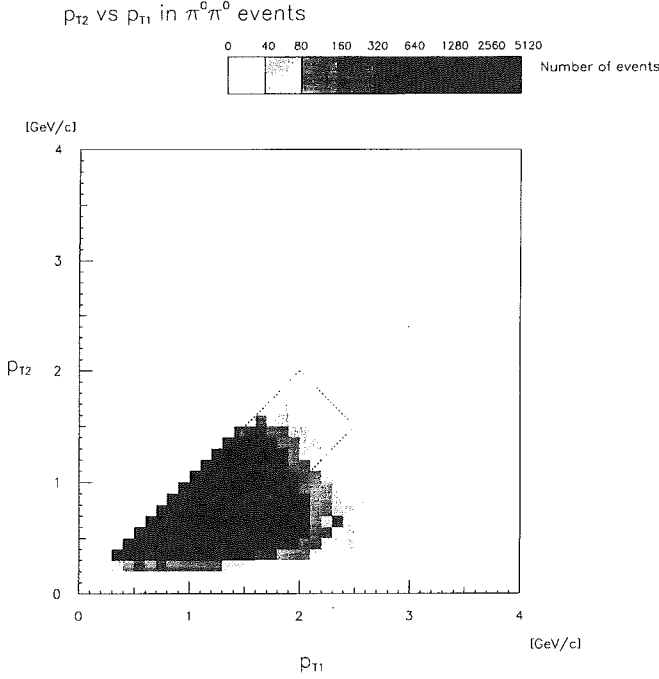 p_T2 vs p_T1 in π⁰π⁰ events
0 40 80 160 320 640 1280 2560 5120
Number of events
[GeV/c]
4
3
p_T2
2
1
0
0 1 2 3 4
[GeV/c]
p_T1